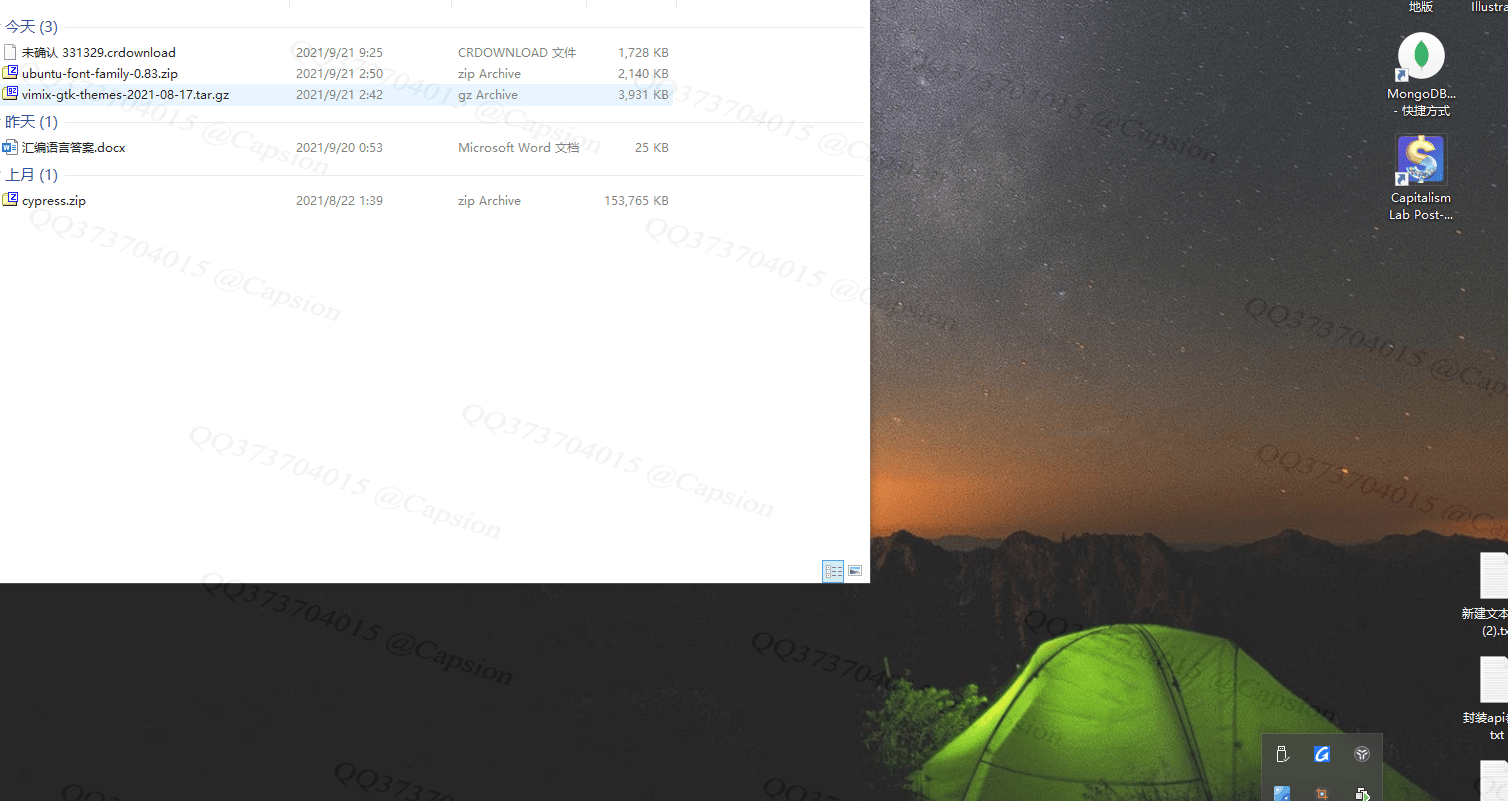 今天 (3)
未确认 331329.crdownload 2021/9/21 9:25 CRDOWNLOAD 文件 1,728 KB
ubuntu-font-family-0.83.zip 2021/9/21 2:50 zip Archive 2,140 KB
vimix-gtk-themes-2021-08-17.tar.gz 2021/9/21 2:42 gz Archive 3,931 KB
昨天 (1)
汇编语言答案.docx 2021/9/20 0:53 Microsoft Word 文档 25 KB
上月 (1)
cypress.zip 2021/8/22 1:39 zip Archive 153,765 KB
地版
Illustra
MongoDB...
- 快捷方式
Capitalism
Lab Post-...
新建文本
(2).tx
封装api
txt
QQ373704015 @Capsion
QQ373704015 @Capsion
QQ373704015 @Capsion
QQ373704015 @Capsion
QQ373704015 @Capsion
QQ373704015 @Capsion
QQ373704015 @Capsion